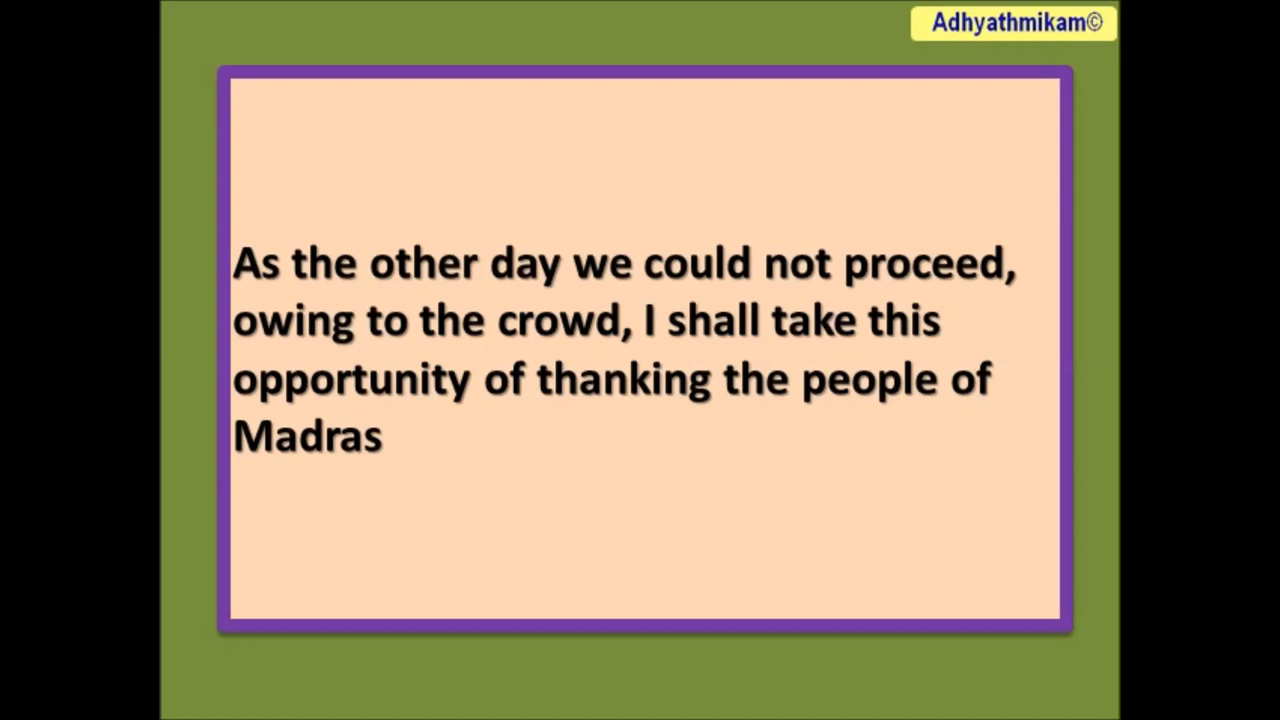 Adhyathmikam©
As the other day we could not proceed,
owing to the crowd, I shall take this
opportunity of thanking the people of
Madras